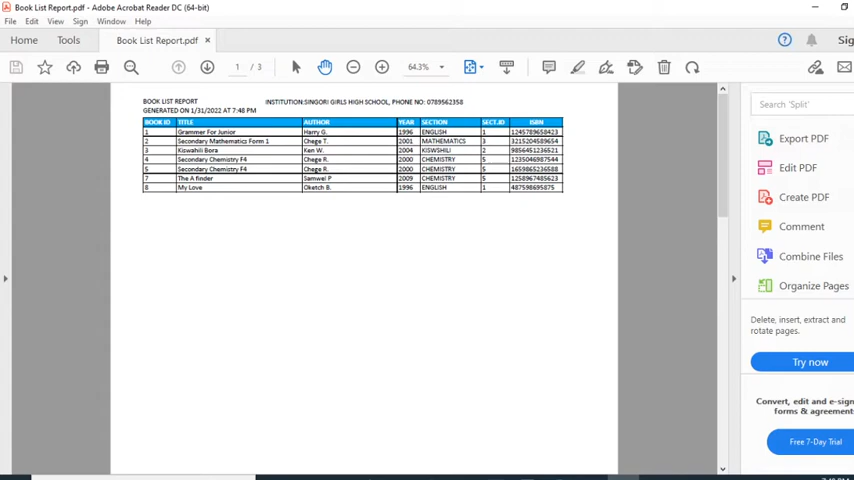 Book List Report.pdf - Adobe Acrobat Reader DC (64-bit)
File Edit View Sign Window Help
Home Tools Book List Report.pdf × ? Sig
1 / 3 64.3%
BOOK LIST REPORT INSTITUTION:SINGORI GIRLS HIGH SCHOOL, PHONE NO: 0789562358
GENERATED ON 1/31/2022 AT 7:48 PM
BOOK ID TITLE AUTHOR YEAR SECTION SECT.ID ISBN
1 Grammer For Junior Harry G. 1996 ENGLISH 1 1245789658423
2 Secondary Mathematics Form 1 Chege T. 2001 MATHEMATICS 3 3215204589654
3 Kiswahili Bora Ken W. 2004 KISWSHILI 2 9856451236521
4 Secondary Chemistry F4 Chege R. 2000 CHEMISTRY 5 1235046987544
5 Secondary Chemistry F4 Chege R. 2000 CHEMISTRY 5 1659865236588
7 The A finder Samwel P 2009 CHEMISTRY 5 1258967485623
8 My Love Oketch B. 1996 ENGLISH 1 487598695875
Search 'Split'
Export PDF
Edit PDF
Create PDF
Comment
Combine Files
Organize Pages
Delete, insert, extract and
rotate pages.
Try now
Convert, edit and e-sign
forms & agreement
Free 7-Day Trial